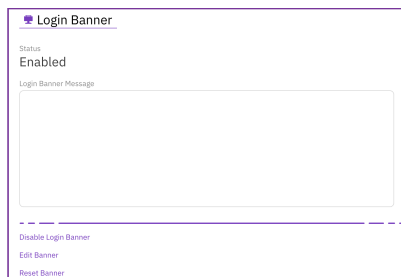 Login Banner
Status
Enabled
Login Banner Message
Disable Login Banner
Edit Banner
Reset Banner